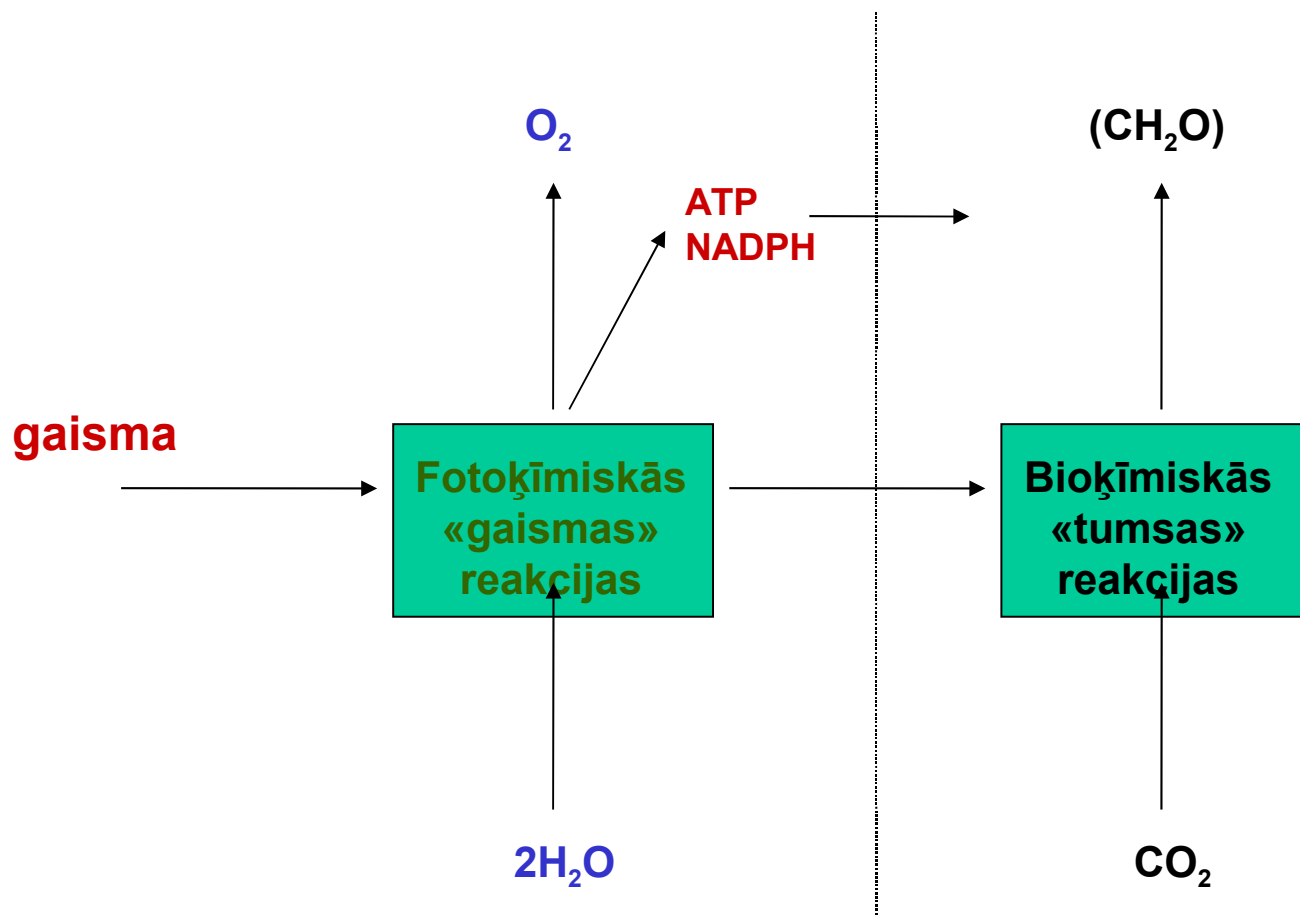 O₂
(CH₂O)
ATP
NADPH
gaisma
Fotoķīmiskās
«gaismas»
reakcijas
Bioķīmiskās
«tumsas»
reakcijas
2H₂O
CO₂